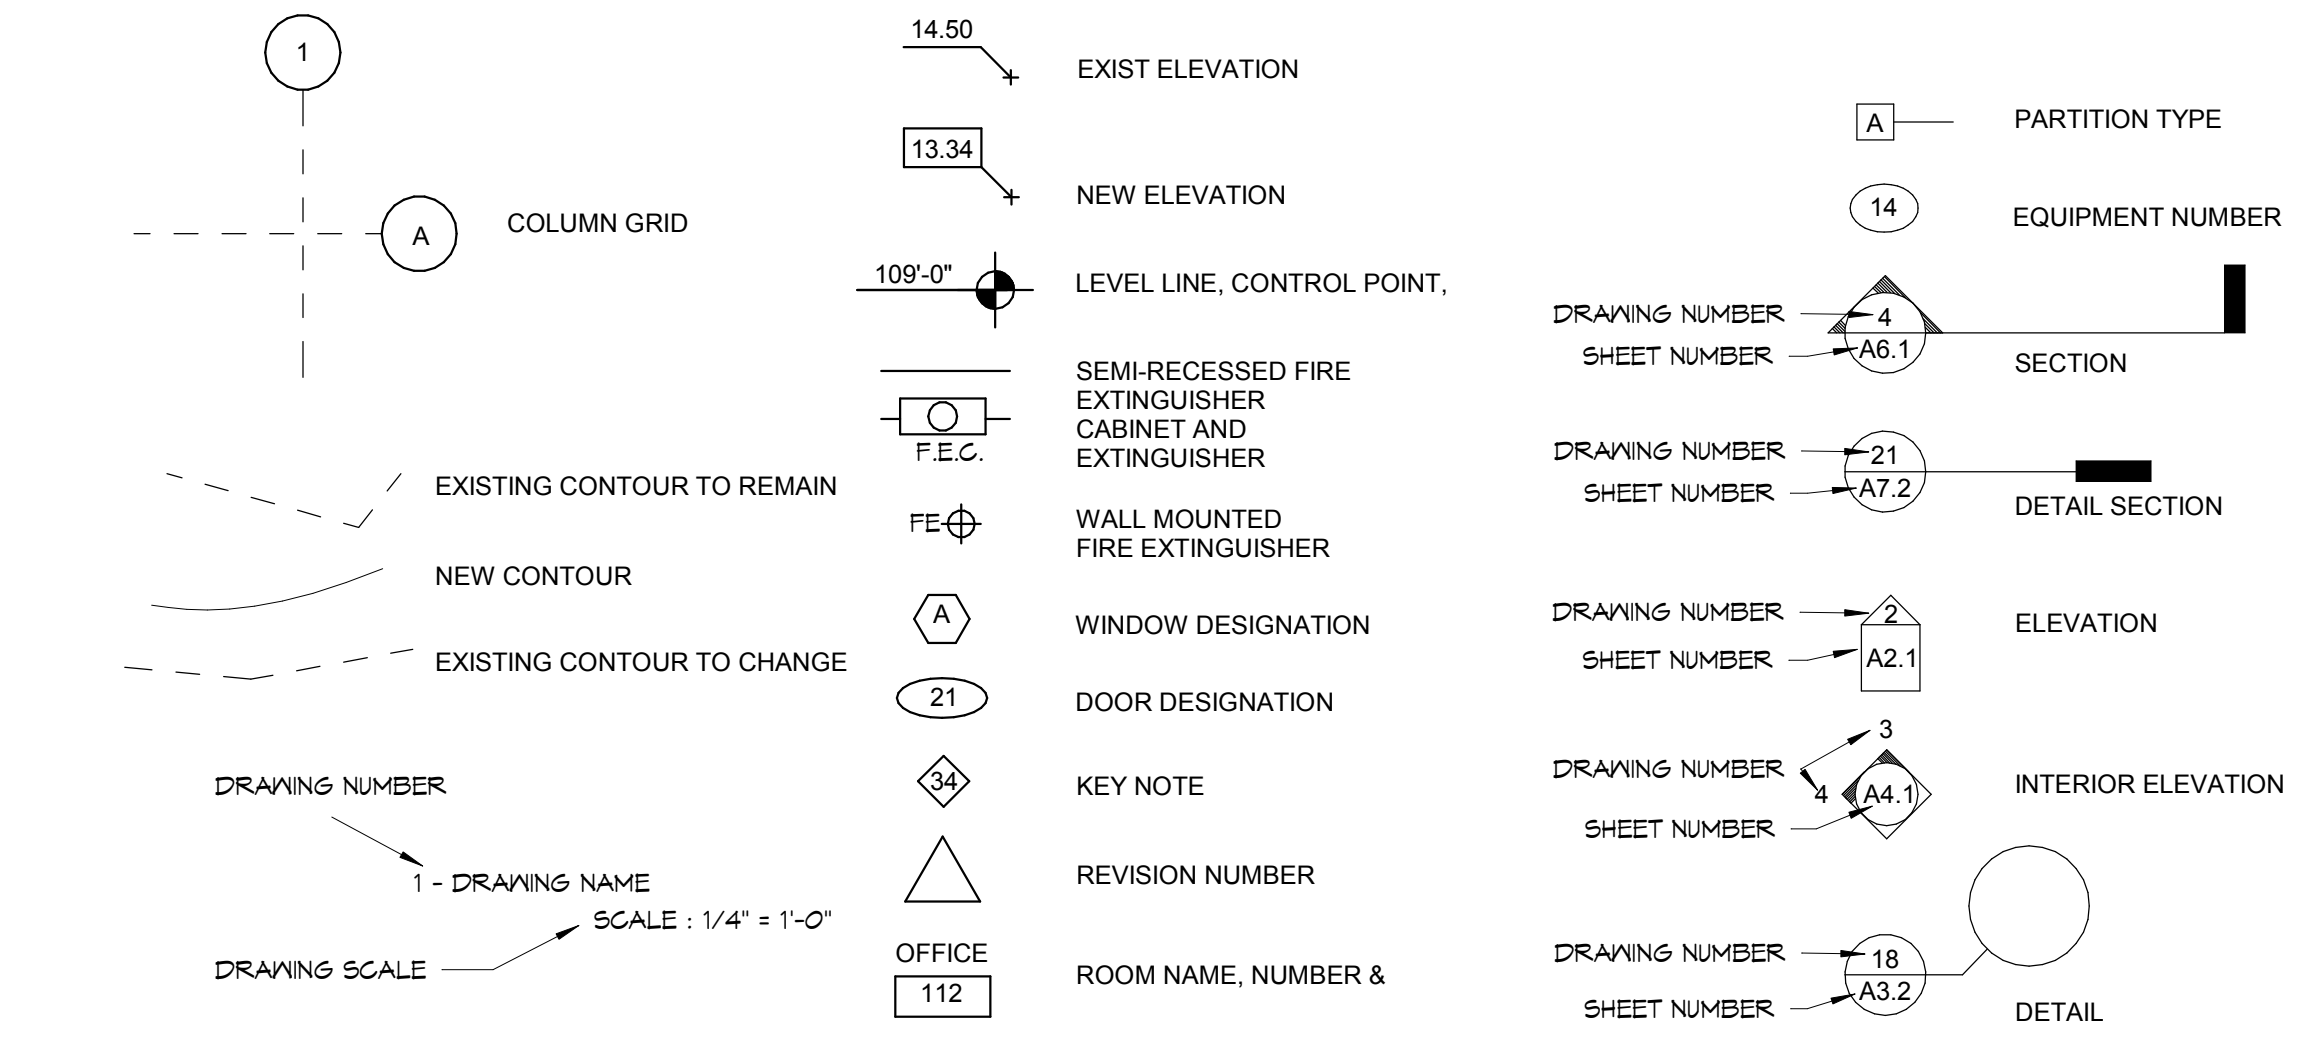 1
A
COLUMN GRID
EXISTING CONTOUR TO REMAIN
NEW CONTOUR
EXISTING CONTOUR TO CHANGE
DRAWING NUMBER
1 - DRAWING NAME
SCALE : 1/4" = 1'-0"
DRAWING SCALE
14.50
EXIST ELEVATION
13.34
NEW ELEVATION
109'-0"
LEVEL LINE, CONTROL POINT,
SEMI-RECESSED FIRE
EXTINGUISHER
CABINET AND
EXTINGUISHER
F.E.C.
FE
WALL MOUNTED
FIRE EXTINGUISHER
A
WINDOW DESIGNATION
21
DOOR DESIGNATION
34
KEY NOTE
REVISION NUMBER
OFFICE
112
ROOM NAME, NUMBER &
A
PARTITION TYPE
14
EQUIPMENT NUMBER
DRAWING NUMBER
4
SHEET NUMBER
A6.1
SECTION
DRAWING NUMBER
21
SHEET NUMBER
A7.2
DETAIL SECTION
DRAWING NUMBER
2
SHEET NUMBER
A2.1
ELEVATION
3
DRAWING NUMBER
4
A4.1
SHEET NUMBER
INTERIOR ELEVATION
DRAWING NUMBER
18
SHEET NUMBER
A3.2
DETAIL